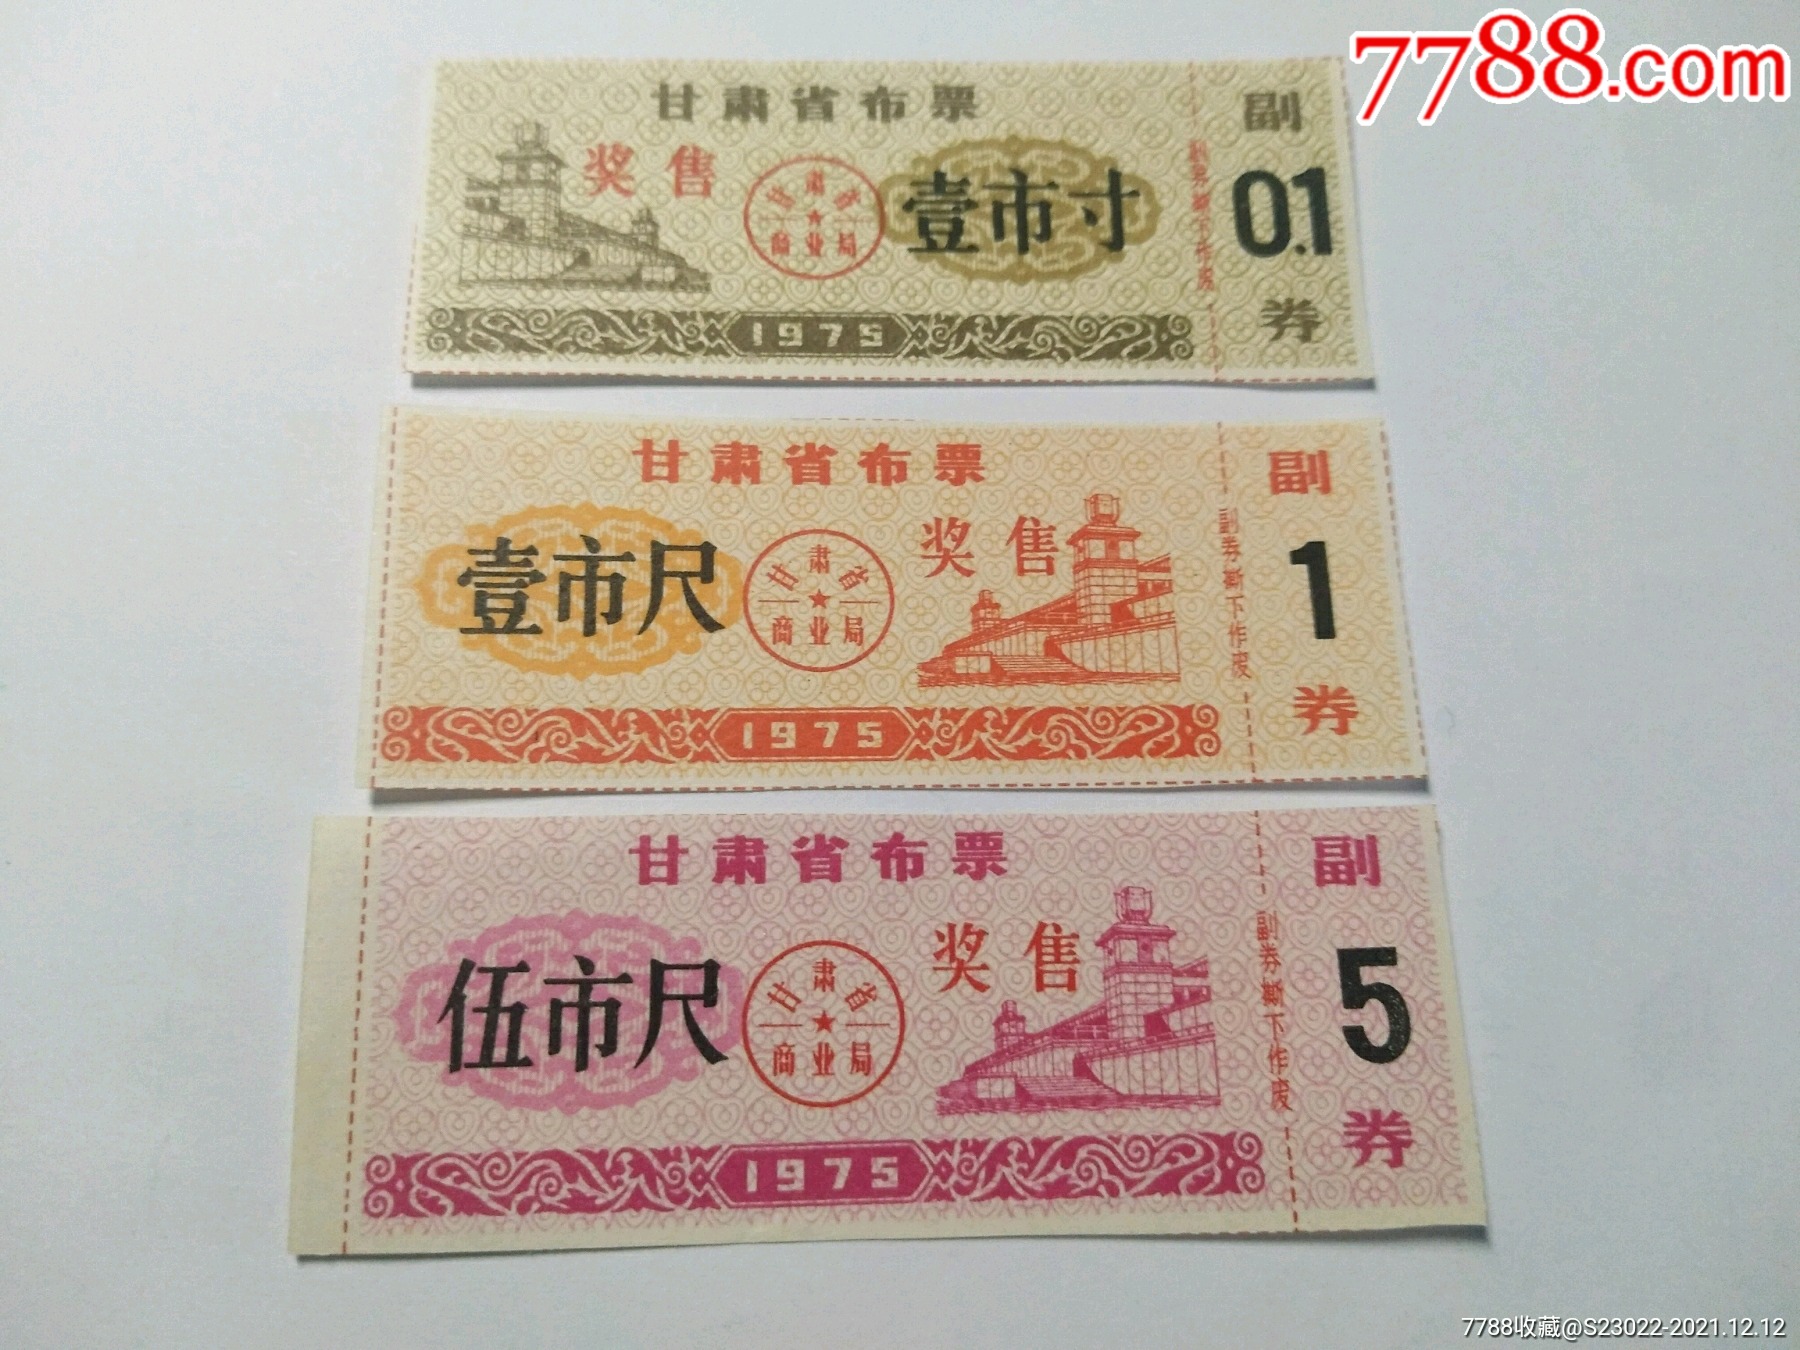 7788.com
甘肃省布票
奖售
甘肃省
商业局
壹市寸
1975
副券撕下作废
副
0.1
券
甘肃省布票
壹市尺
甘肃省
商业局
奖售
1975
副券撕下作废
副
1
券
甘肃省布票
伍市尺
甘肃省
商业局
奖售
1975
副券撕下作废
副
5
券
7788收藏@S23022-2021.12.12